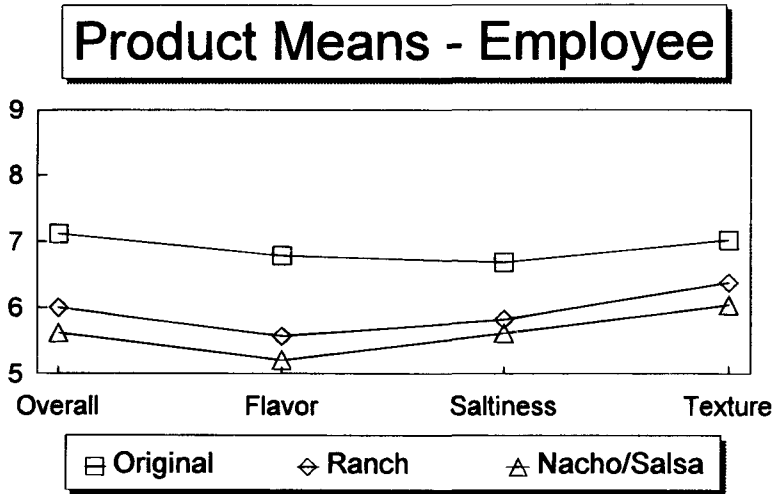 Product Means - Employee
9
8
7
6
5
Overall Flavor Saltiness Texture
Original Ranch Nacho/Salsa